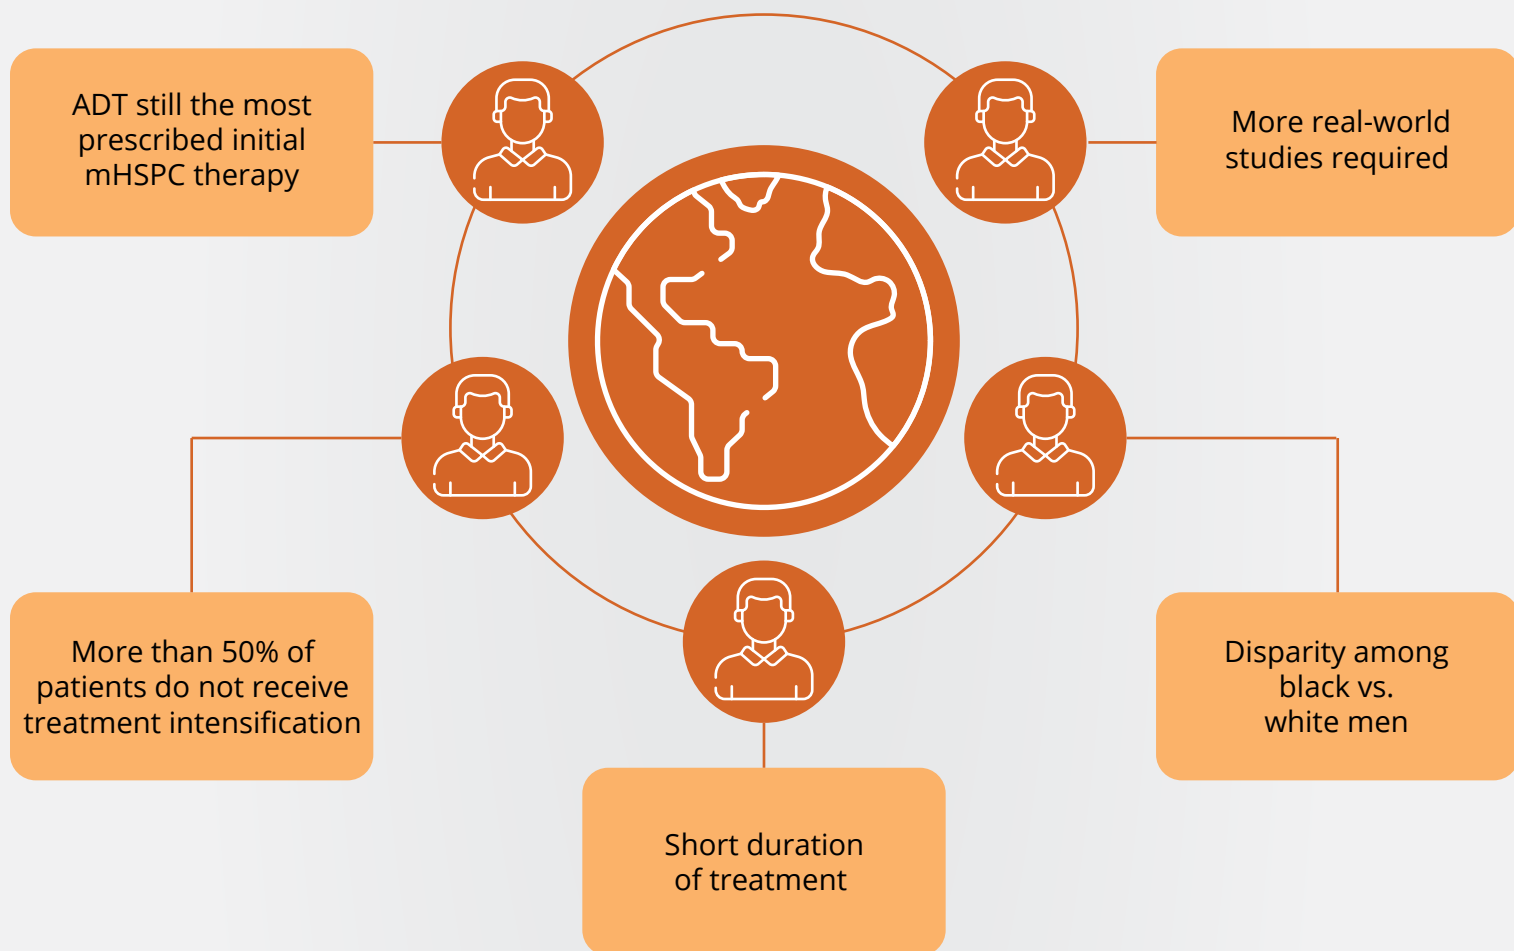 ADT still the most
prescribed initial
mHSPC therapy
More real-world
studies required
More than 50% of
patients do not receive
treatment intensification
Disparity among
black vs.
white men
Short duration
of treatment